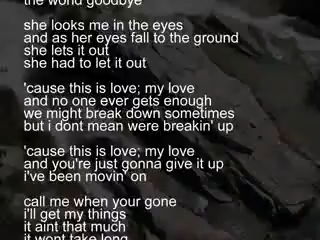 the world goodbye
she looks me in the eyes
and as her eyes fall to the ground
she lets it out
she had to let it out
'cause this is love; my love
and no one ever gets enough
we might break down sometimes
but i dont mean were breakin' up
'cause this is love; my love
and you're just gonna give it up
i've been movin' on
call me when your gone
i'll get my things
it aint that much
it wont take long